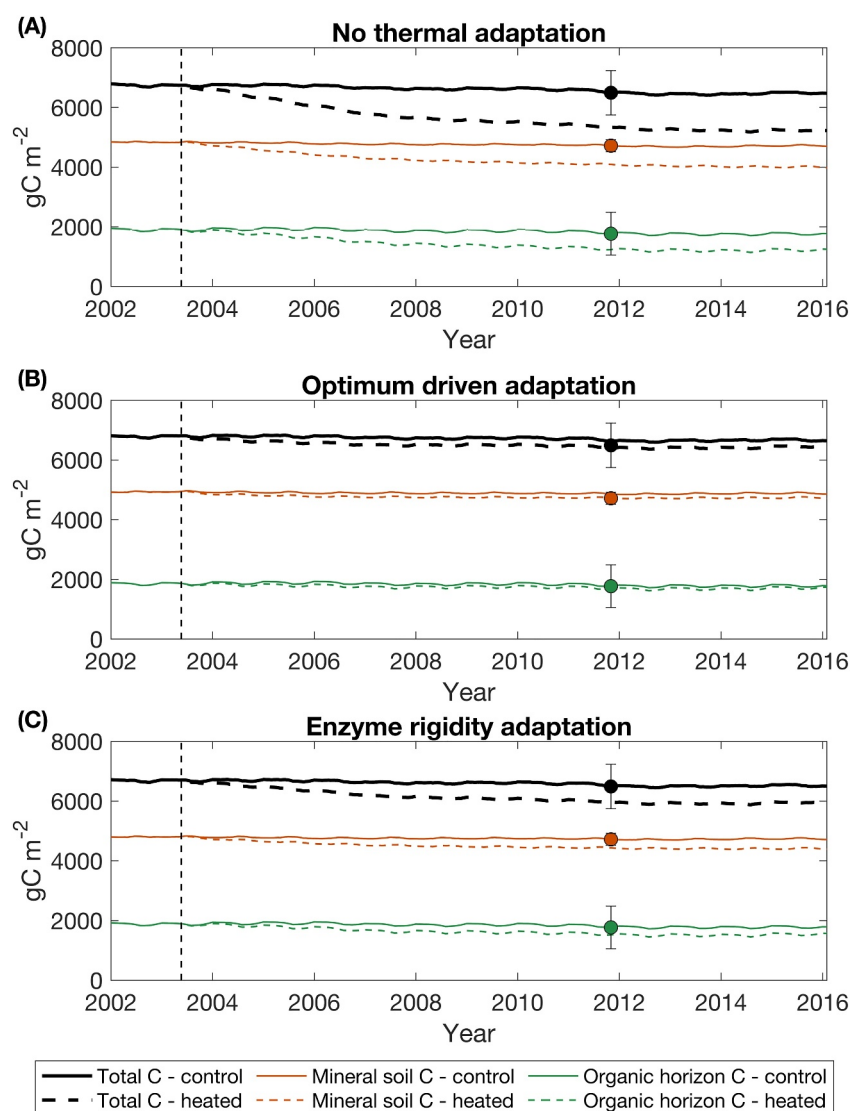 (A)
No thermal adaptation
8000
6000
4000
2000
0
gC m⁻²
2002 2004 2006 2008 2010 2012 2014 2016
Year
(B)
Optimum driven adaptation
8000
6000
4000
2000
0
gC m⁻²
2002 2004 2006 2008 2010 2012 2014 2016
Year
(C)
Enzyme rigidity adaptation
8000
6000
4000
2000
0
gC m⁻²
2002 2004 2006 2008 2010 2012 2014 2016
Year
Total C - control Mineral soil C - control Organic horizon C - control
Total C - heated Mineral soil C - heated Organic horizon C - heated